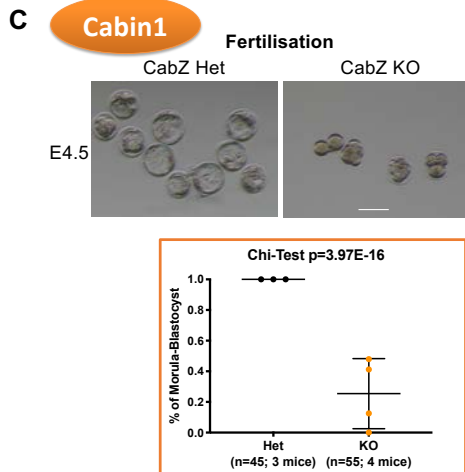 C
Cabin1
Fertilisation
CabZ Het CabZ KO
E4.5
Chi-Test p=3.97E-16
% of Morula-Blastocyst
1.0
0.8
0.6
0.4
0.2
0.0
Het KO
(n=45; 3 mice) (n=55; 4 mice)